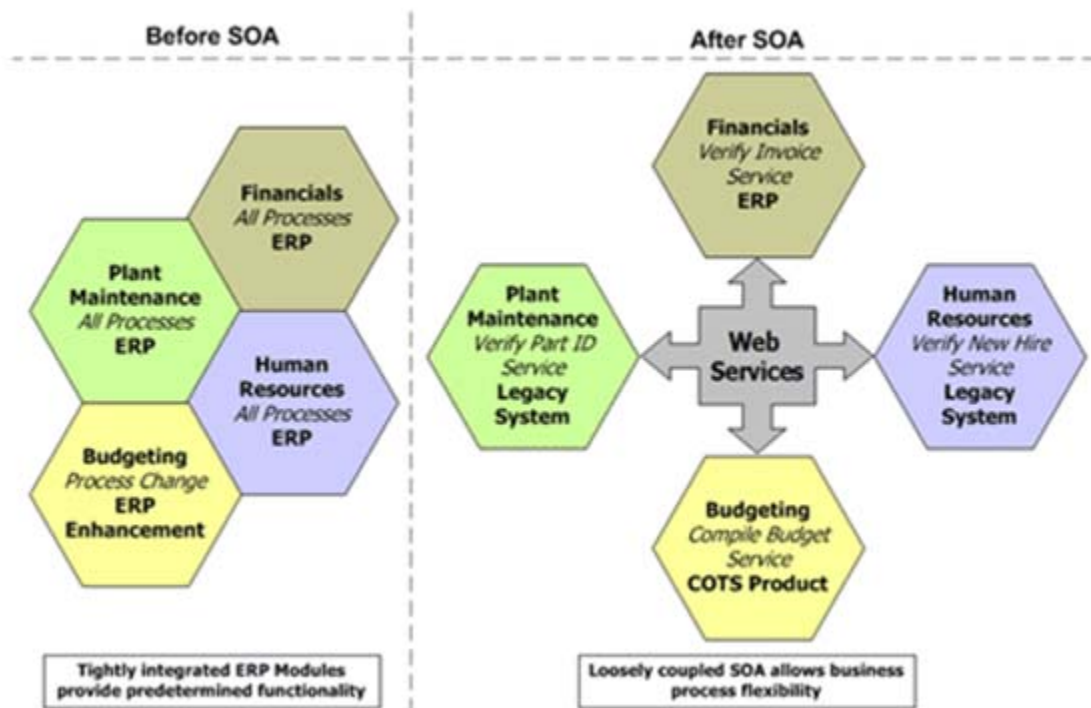 Before SOA
After SOA
Financials
All Processes
ERP
Plant
Maintenance
All Processes
ERP
Human
Resources
All Processes
ERP
Budgeting
Process Change
ERP
Enhancement
Tightly integrated ERP Modules
provide predetermined functionality
Financials
Verify Invoice
Service
ERP
Plant
Maintenance
Verify Part ID
Service
Legacy
System
Web
Services
Human
Resources
Verify New Hire
Service
Legacy
System
Budgeting
Compile Budget
Service
COTS Product
Loosely coupled SOA allows business
process flexibility